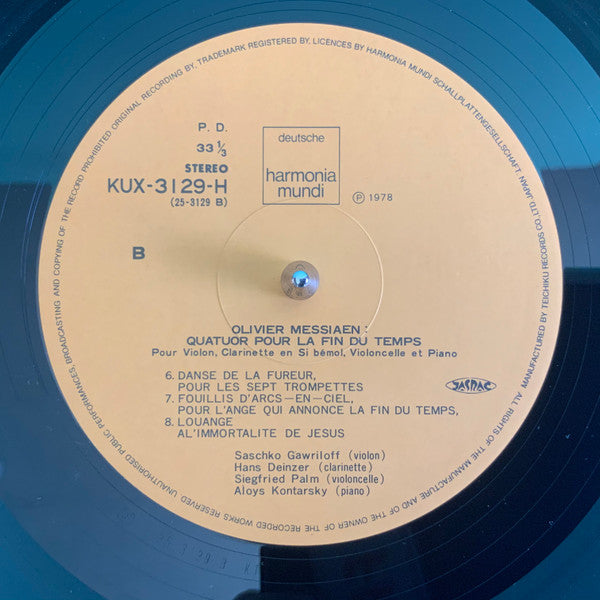 ALL RIGHTS OF THE MANUFACTURE AND OF THE OWNER OF THE RECORDED WORKS RESERVED UNAUTHORISED PUBLIC PERFORMANCES, BROADCASTING AND COPYING OF THE RECORD PROHIBITED ORIGINAL RECORDING BY, TRADEMARK REGISTERED BY, LICENCES BY HARMONIA MUNDI SCHALLPLATTENGESELLSCHAFT. JAPAN LTD. MANUFACTURED BY TEICHIKU RECORDS CO., LTD.
P. D.
33 1/3
STEREO
KUX-3129-H
(25-3129 B)
deutsche
harmonia
mundi
Ⓟ 1978
B
OLIVIER MESSIAEN :
QUATUOR POUR LA FIN DU TEMPS
Pour Violon, Clarinette en Si bémol, Violoncelle et Piano
6. DANSE DE LA FUREUR,
POUR LES SEPT TROMPETTES
7. FOUILLIS D'ARCS-EN-CIEL,
POUR L'ANGE QUI ANNONCE LA FIN DU TEMPS,
8. LOUANGE
AL'IMMORTALITE DE JESUS
JASRAC
Saschko Gawriloff (violon)
Hans Deinzer (clarinette)
Siegfried Palm (violoncelle)
Aloys Kontarsky (piano)